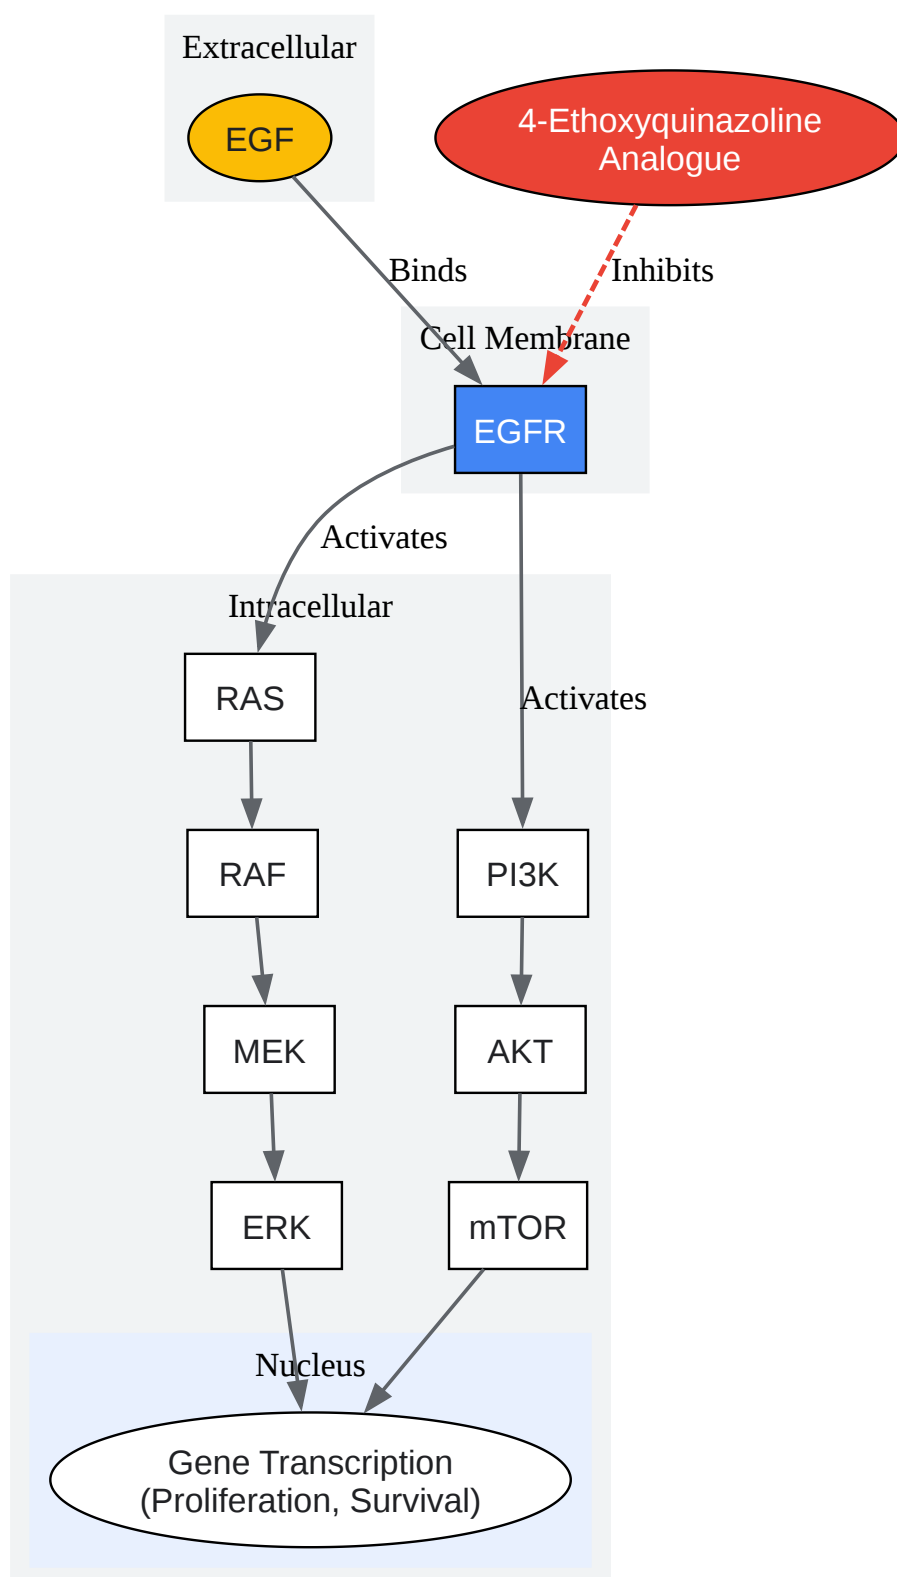 Extracellular
EGF
4-Ethoxyquinazoline
Analogue
Binds
Inhibits
Cell Membrane
EGFR
Activates
Intracellular
RAS
Activates
RAF
PI3K
MEK
AKT
ERK
mTOR
Nucleus
Gene Transcription
(Proliferation, Survival)